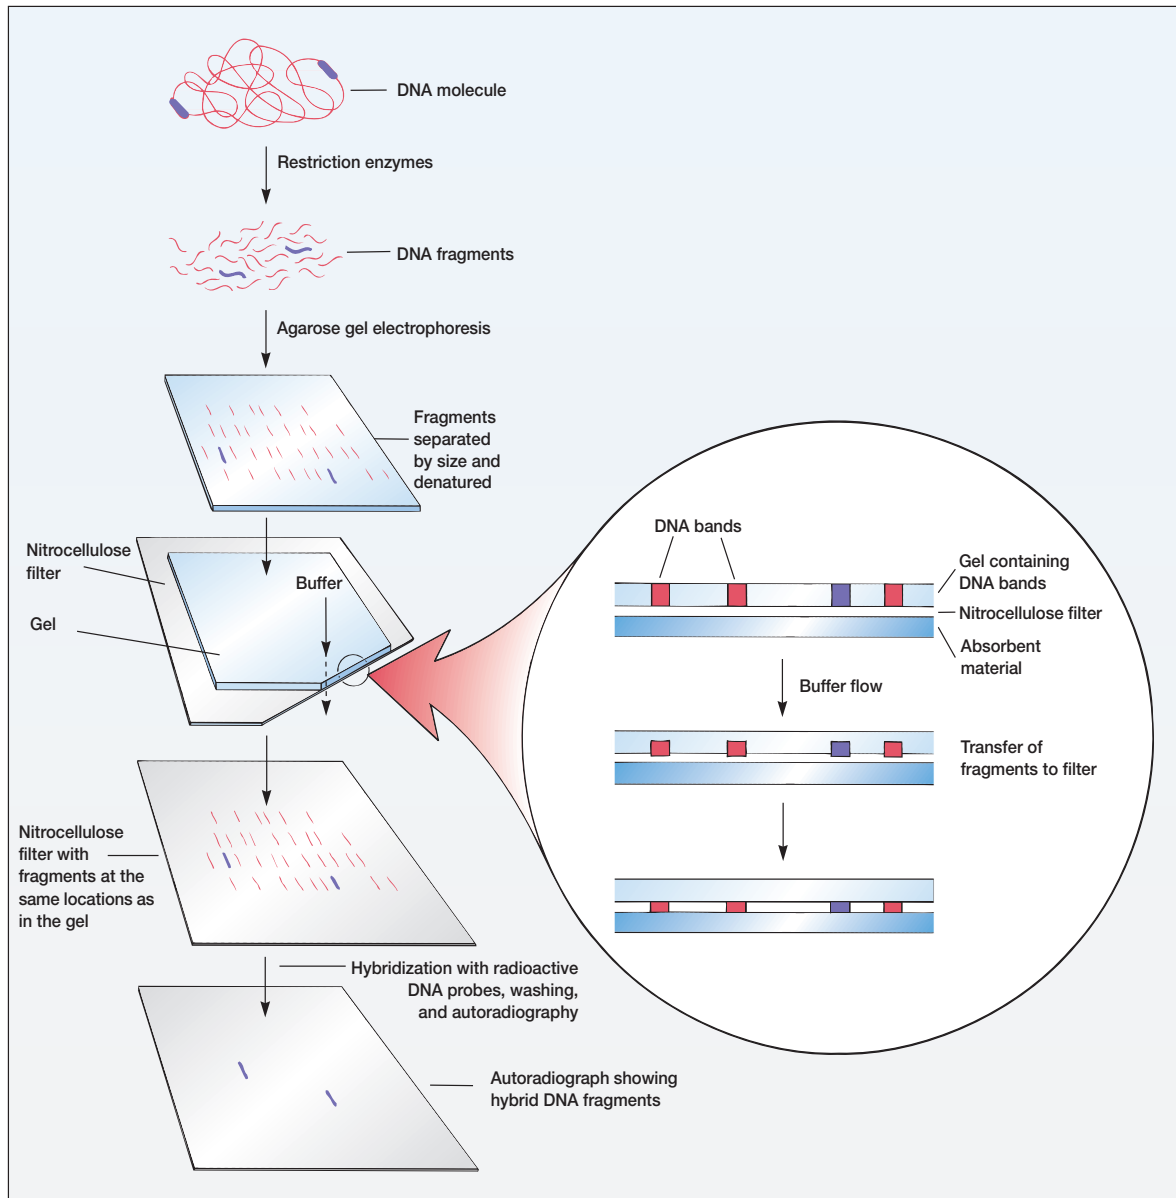 DNA molecule
Restriction enzymes
DNA fragments
Agarose gel electrophoresis
Fragments
separated
by size and
denatured
Nitrocellulose
filter
Buffer
Gel
DNA bands
Gel containing
DNA bands
Nitrocellulose filter
Absorbent
material
Buffer flow
Transfer of
fragments to filter
Nitrocellulose
filter with
fragments at the
same locations as
in the gel
Hybridization with radioactive
DNA probes, washing,
and autoradiography
Autoradiograph showing
hybrid DNA fragments